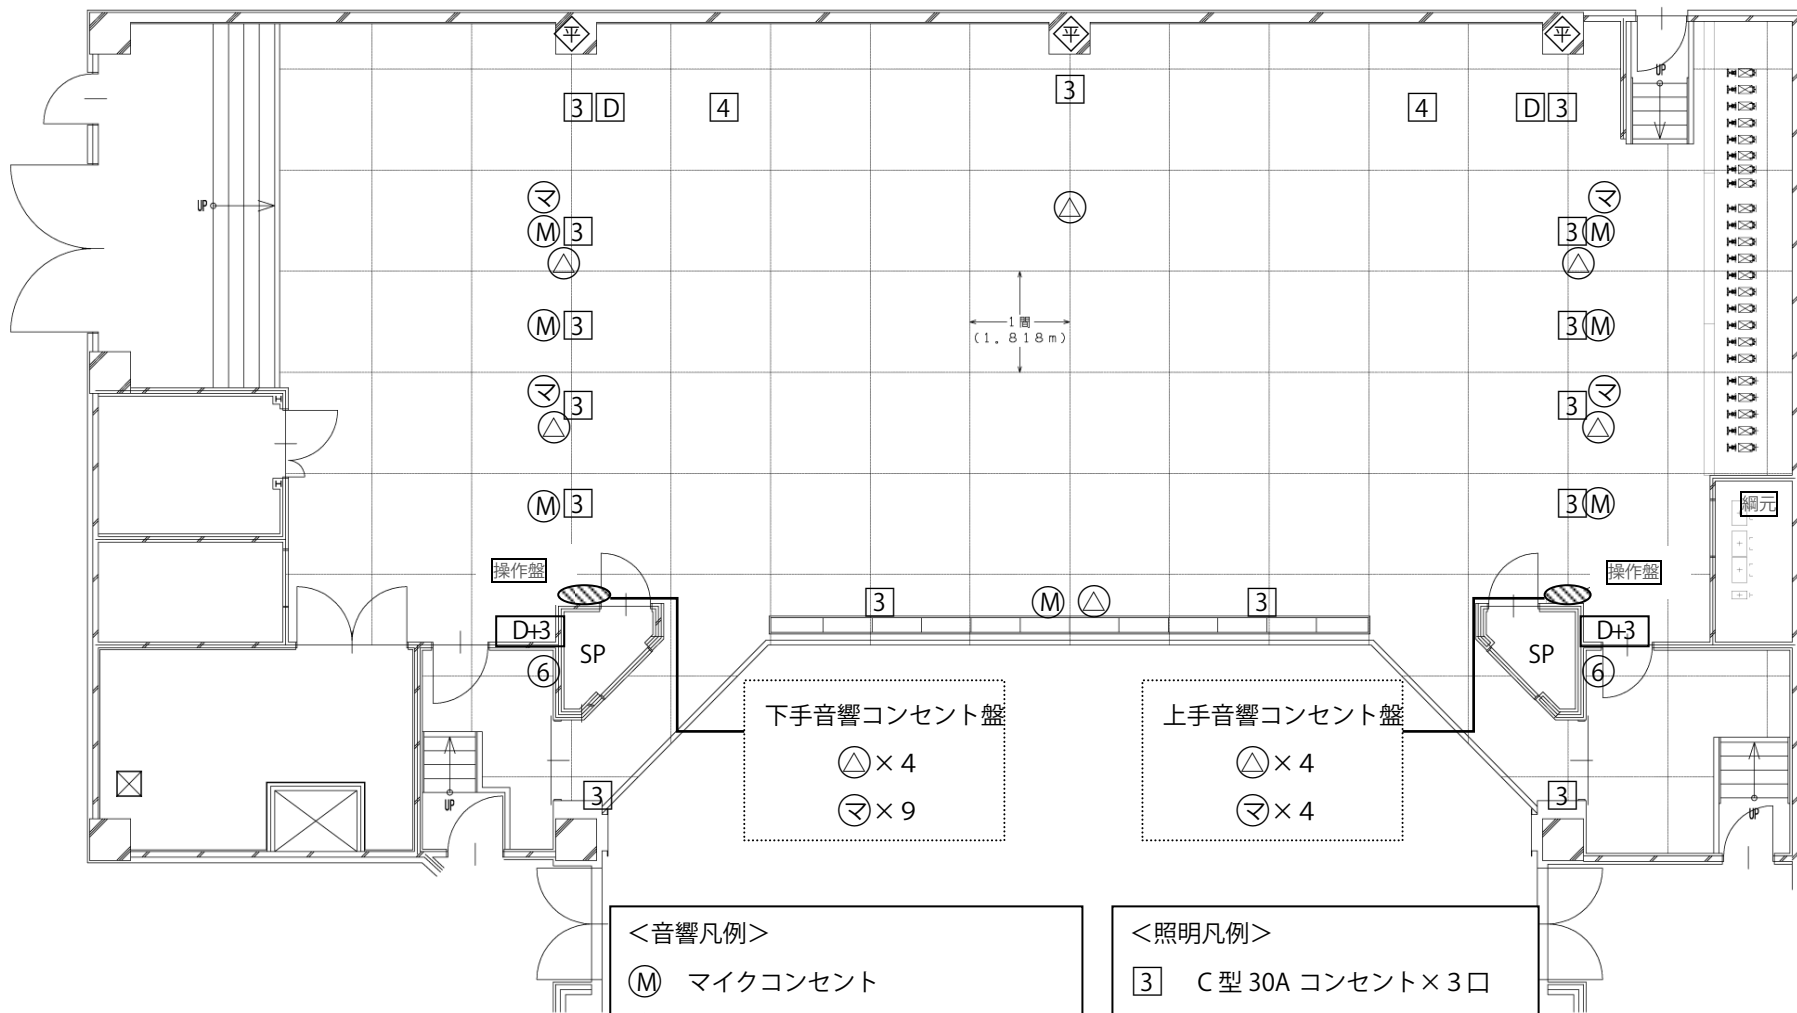 平 平 平
UP
3 D 4 3 4 D 3
マ マ
UP
M 3 3 M
△ △ △
1間
(1.818m)
M 3 3 M
マ マ
3 3
△ △
M 3 3 M
綱元
操作盤 操作盤
3 M △ 3
D+3 D+3
SP SP
6 6
下手音響コンセント盤
△×4
マ×9
上手音響コンセント盤
△×4
マ×4
3 3
UP UP
＜音響凡例＞
M マイクコンセント
＜照明凡例＞
3 C型30A コンセント×3口